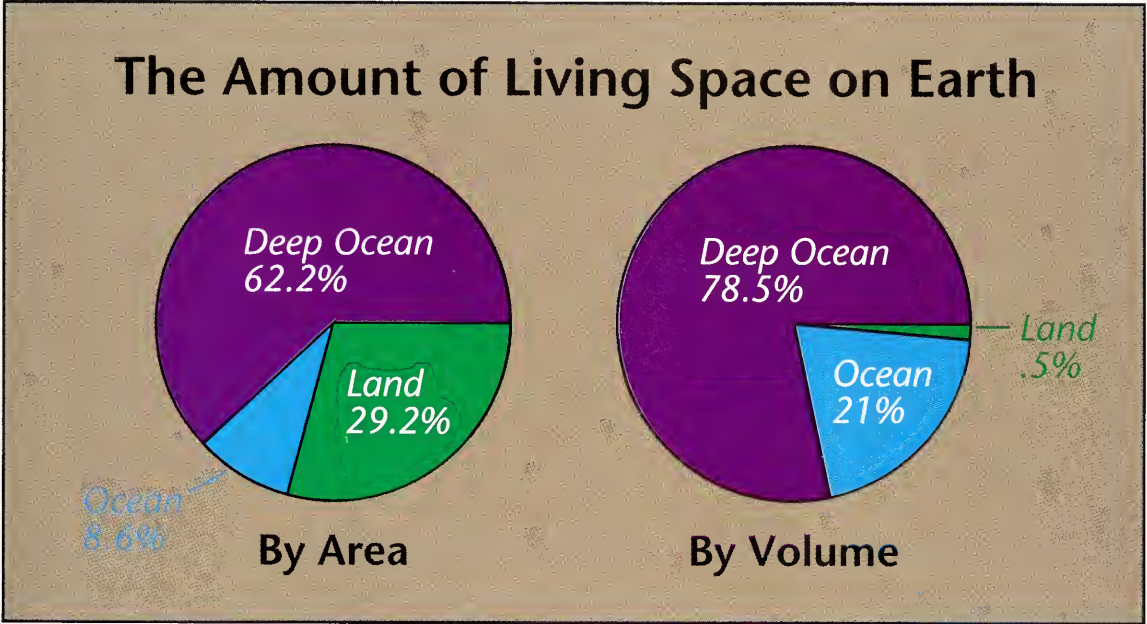 The Amount of Living Space on Earth
Deep Ocean
62.2%
Land
29.2%
Ocean
8.6%
By Area
Deep Ocean
78.5%
Land
.5%
Ocean
21%
By Volume